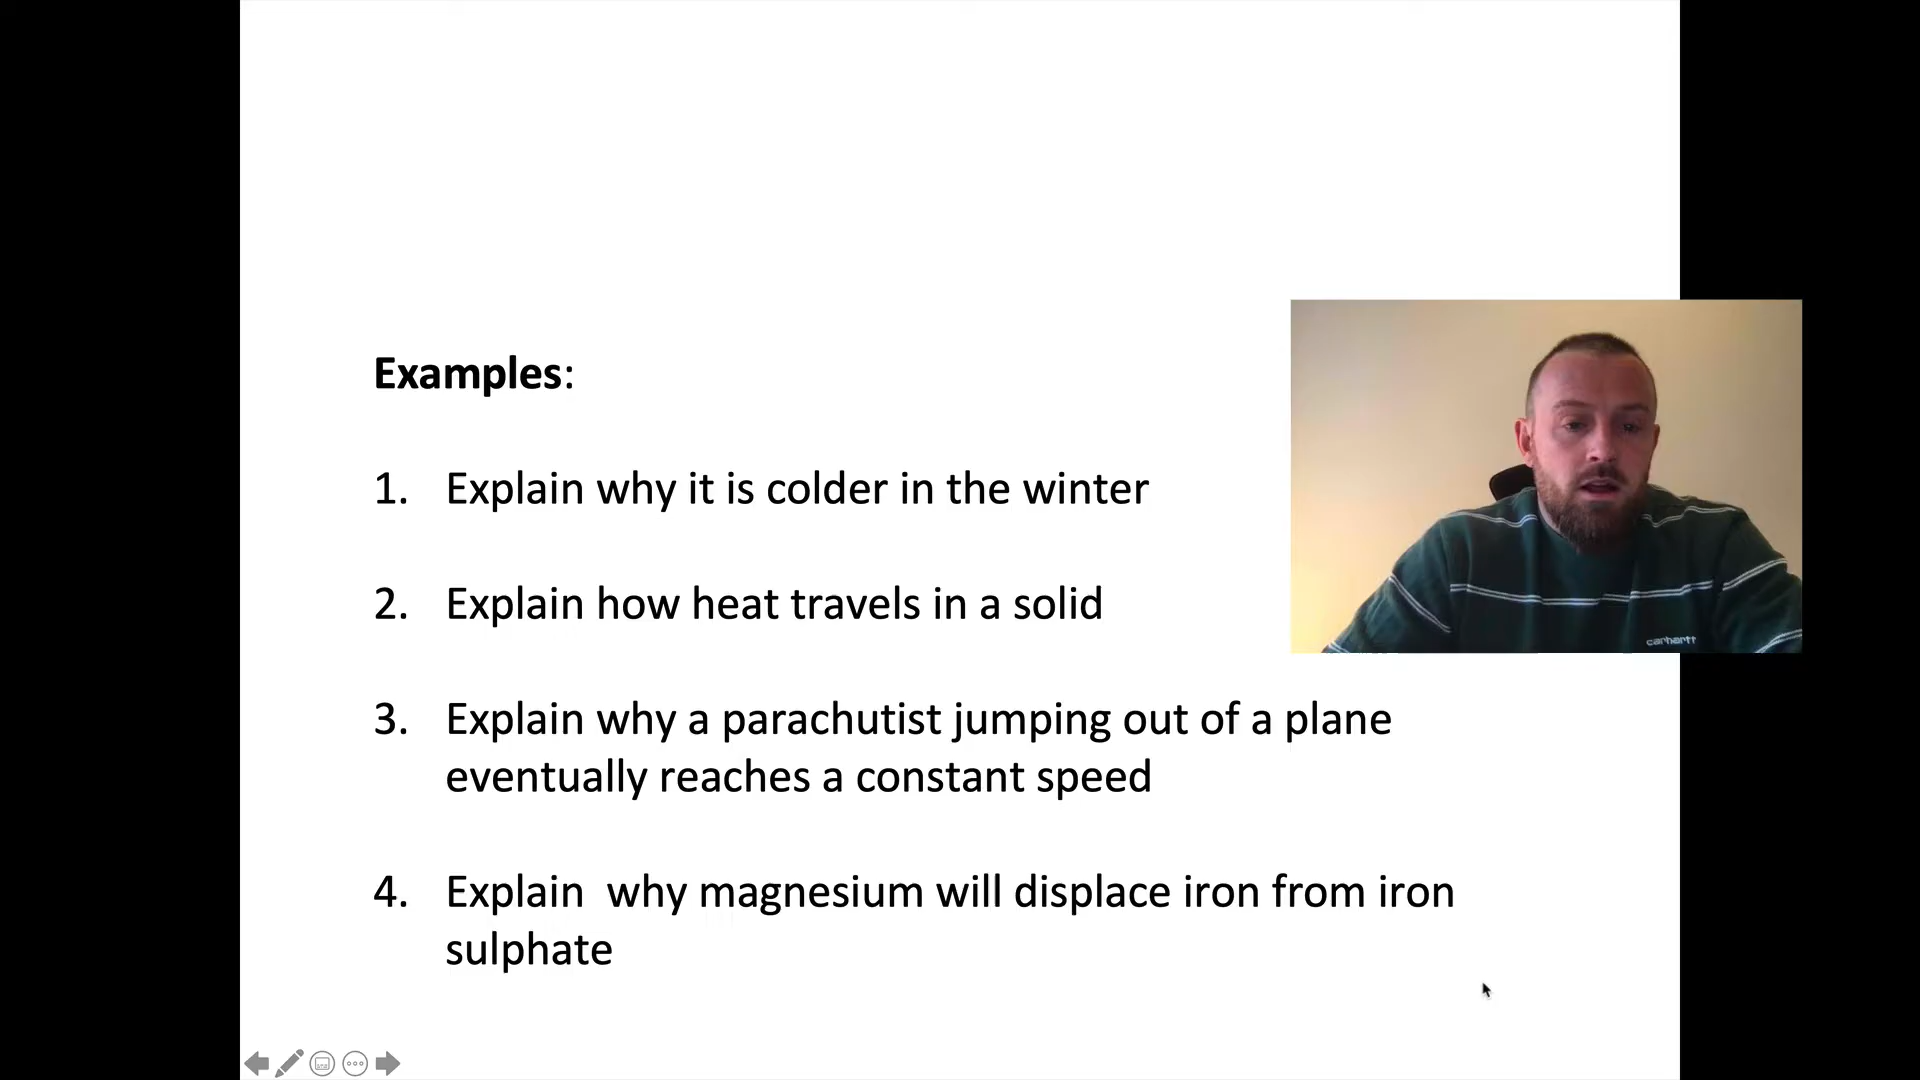 Examples:
1. Explain why it is colder in the winter
2. Explain how heat travels in a solid
3. Explain why a parachutist jumping out of a plane
eventually reaches a constant speed
4. Explain  why magnesium will displace iron from iron
sulphate
carhartt